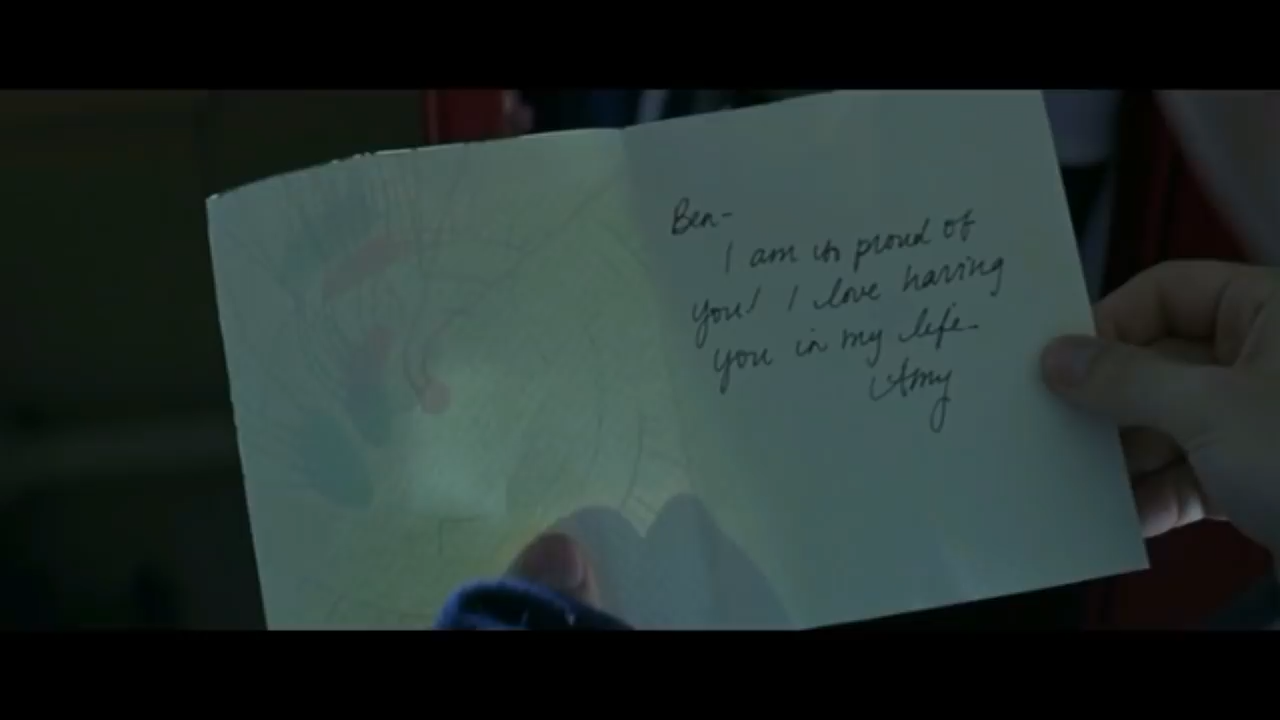 Ben-
I am so proud of
you! I love having
you in my life.
Amy